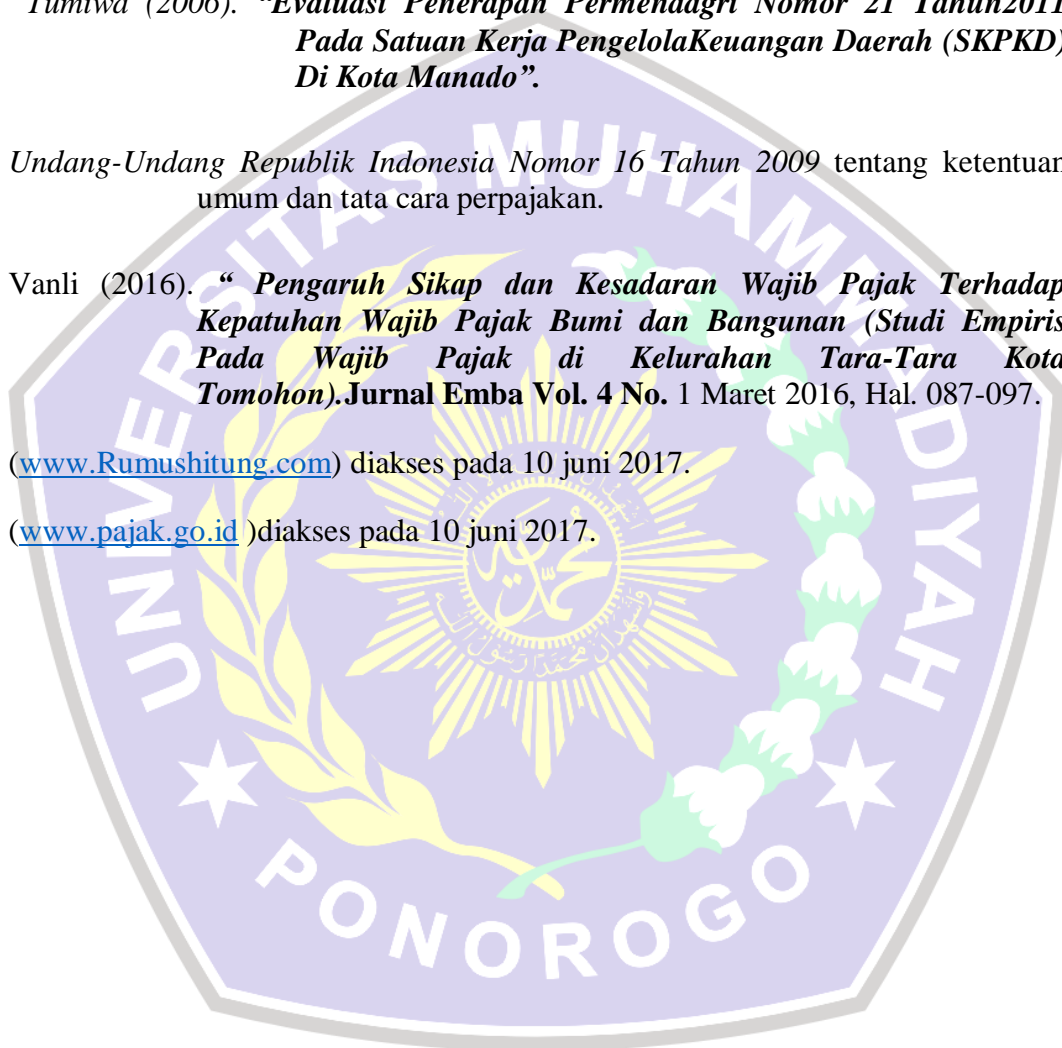 Tumiwa (2006). “Evaluasi Penerapan Permendagri Nomor 21 Tahun2011
Pada Satuan Kerja PengelolaKeuangan Daerah (SKPKD)
Di Kota Manado”.
Undang-Undang Republik Indonesia Nomor 16 Tahun 2009 tentang ketentuan
umum dan tata cara perpajakan.
Vanli (2016). “ Pengaruh Sikap dan Kesadaran Wajib Pajak Terhadap
Kepatuhan Wajib Pajak Bumi dan Bangunan (Studi Empiris
Pada Wajib Pajak di Kelurahan Tara-Tara Kota
Tomohon).Jurnal Emba Vol. 4 No. 1 Maret 2016, Hal. 087-097.
(www.Rumushitung.com) diakses pada 10 juni 2017.
(www.pajak.go.id )diakses pada 10 juni 2017.
UNIVERSITAS MUHAMMADIYAH
PONOROGO